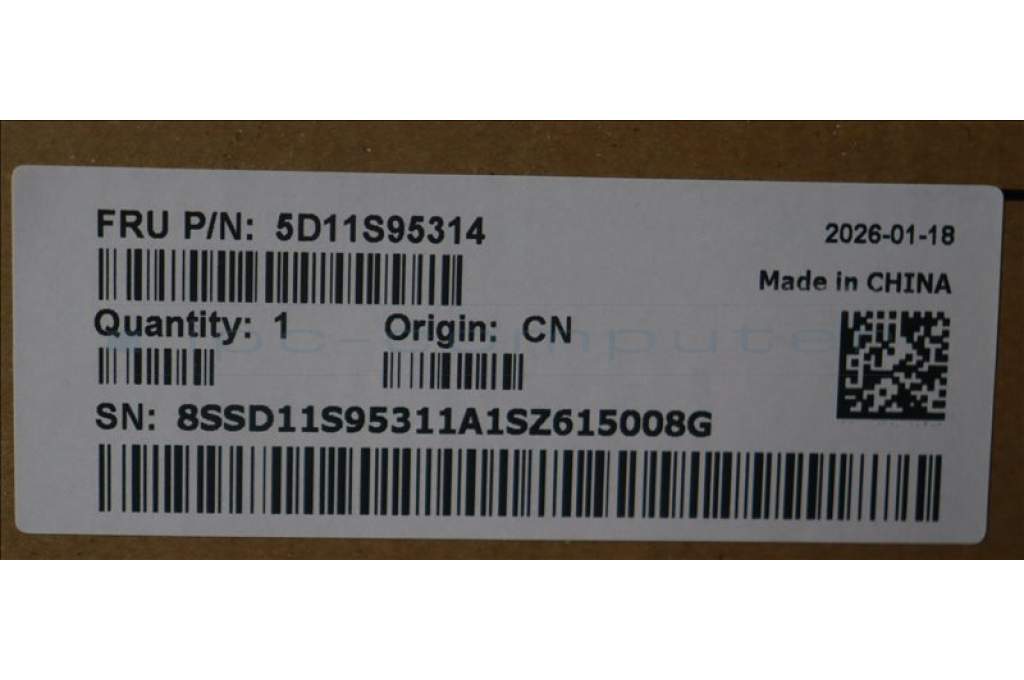 FRU P/N: 5D11S95314
2026-01-18
Made in CHINA
Quantity: 1
Origin: CN
SN: 8SSD11S95311A1SZ615008G